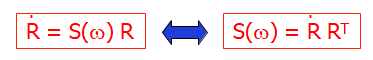 Ṙ = S(ω) R S(ω) = Ṙ Rᵀ